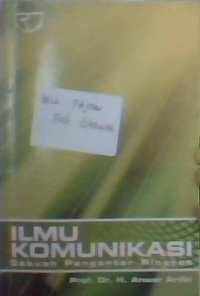 ILMU
KOMUNIKASI
Sebuah Pengantar Ringkas
Prof. Dr. H. Anwar Arifin